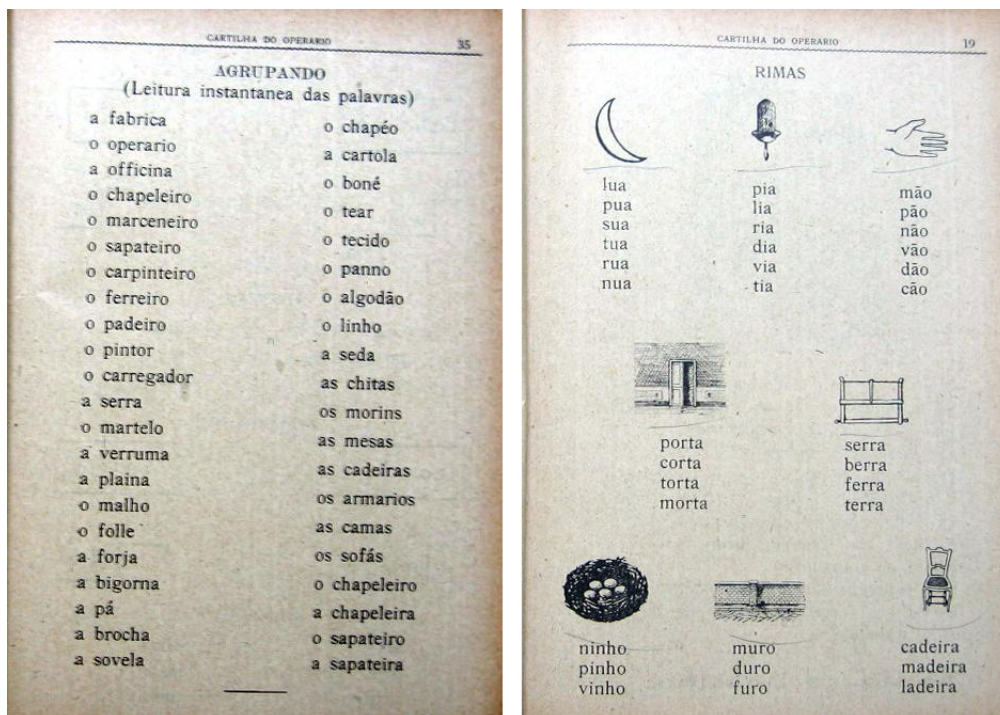 CARTILHA DO OPERARIO 35
AGRUPANDO
(Leitura instantanea das palavras)
a fabrica
o operario
a officina
o chapeleiro
o marceneiro
o sapateiro
o carpinteiro
o ferreiro
o padeiro
o pintor
o carregador
a serra
o martelo
a verruma
a plaina
o malho
o folle
a forja
a bigorna
a pá
a brocha
a sovela
o chapéo
a cartola
o boné
o tear
o tecido
o panno
o algodão
o linho
a seda
as chitas
os morins
as mesas
as cadeiras
os armarios
as camas
os sofás
o chapeleiro
a chapeleira
o sapateiro
a sapateira
CARTILHA DO OPERARIO 19
RIMAS
lua
pua
sua
tua
rua
nua
pia
lia
ria
dia
via
tia
mão
pão
não
vão
dão
cão
porta
corta
torta
morta
serra
berra
ferra
terra
ninho
pinho
vinho
muro
duro
furo
cadeira
madeira
ladeira